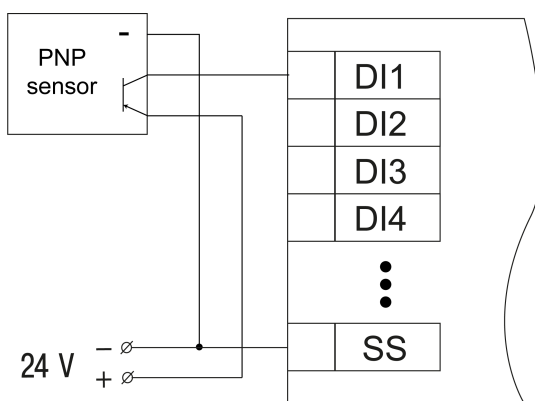 -
PNP
sensor
DI1
DI2
DI3
DI4
SS
24 V
−
+